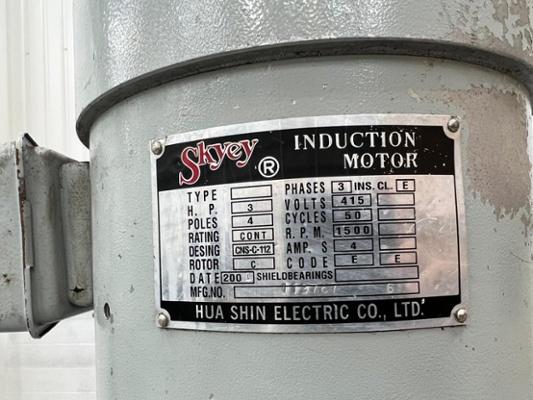 Skyey ® INDUCTION MOTOR
TYPE PHASES 3 INS. CL. E
H. P. 3 VOLTS 415
POLES 4 CYCLES 50
RATING CONT R. P. M. 1500
DESING CNS-C-112 AMP. S 4
ROTOR C CODE E E
DATE 200 SHIELDBEARINGS
MFG.NO.
HUA SHIN ELECTRIC CO., LTD.